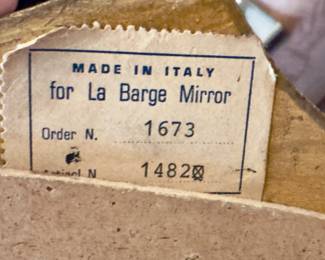 MADE IN ITALY
for La Barge Mirror
Order N. 1673
N 1482